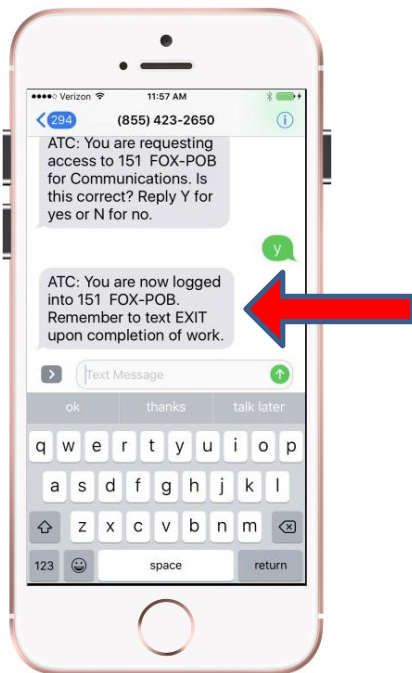 Verizon 11:57 AM
294 (855) 423-2650
ATC: You are requesting
access to 151 FOX-POB
for Communications. Is
this correct? Reply Y for
yes or N for no.
y
ATC: You are now logged
into 151 FOX-POB.
Remember to text EXIT
upon completion of work.
Text Message
ok thanks talk later
q w e r t y u i o p
a s d f g h j k l
z x c v b n m
123 space return